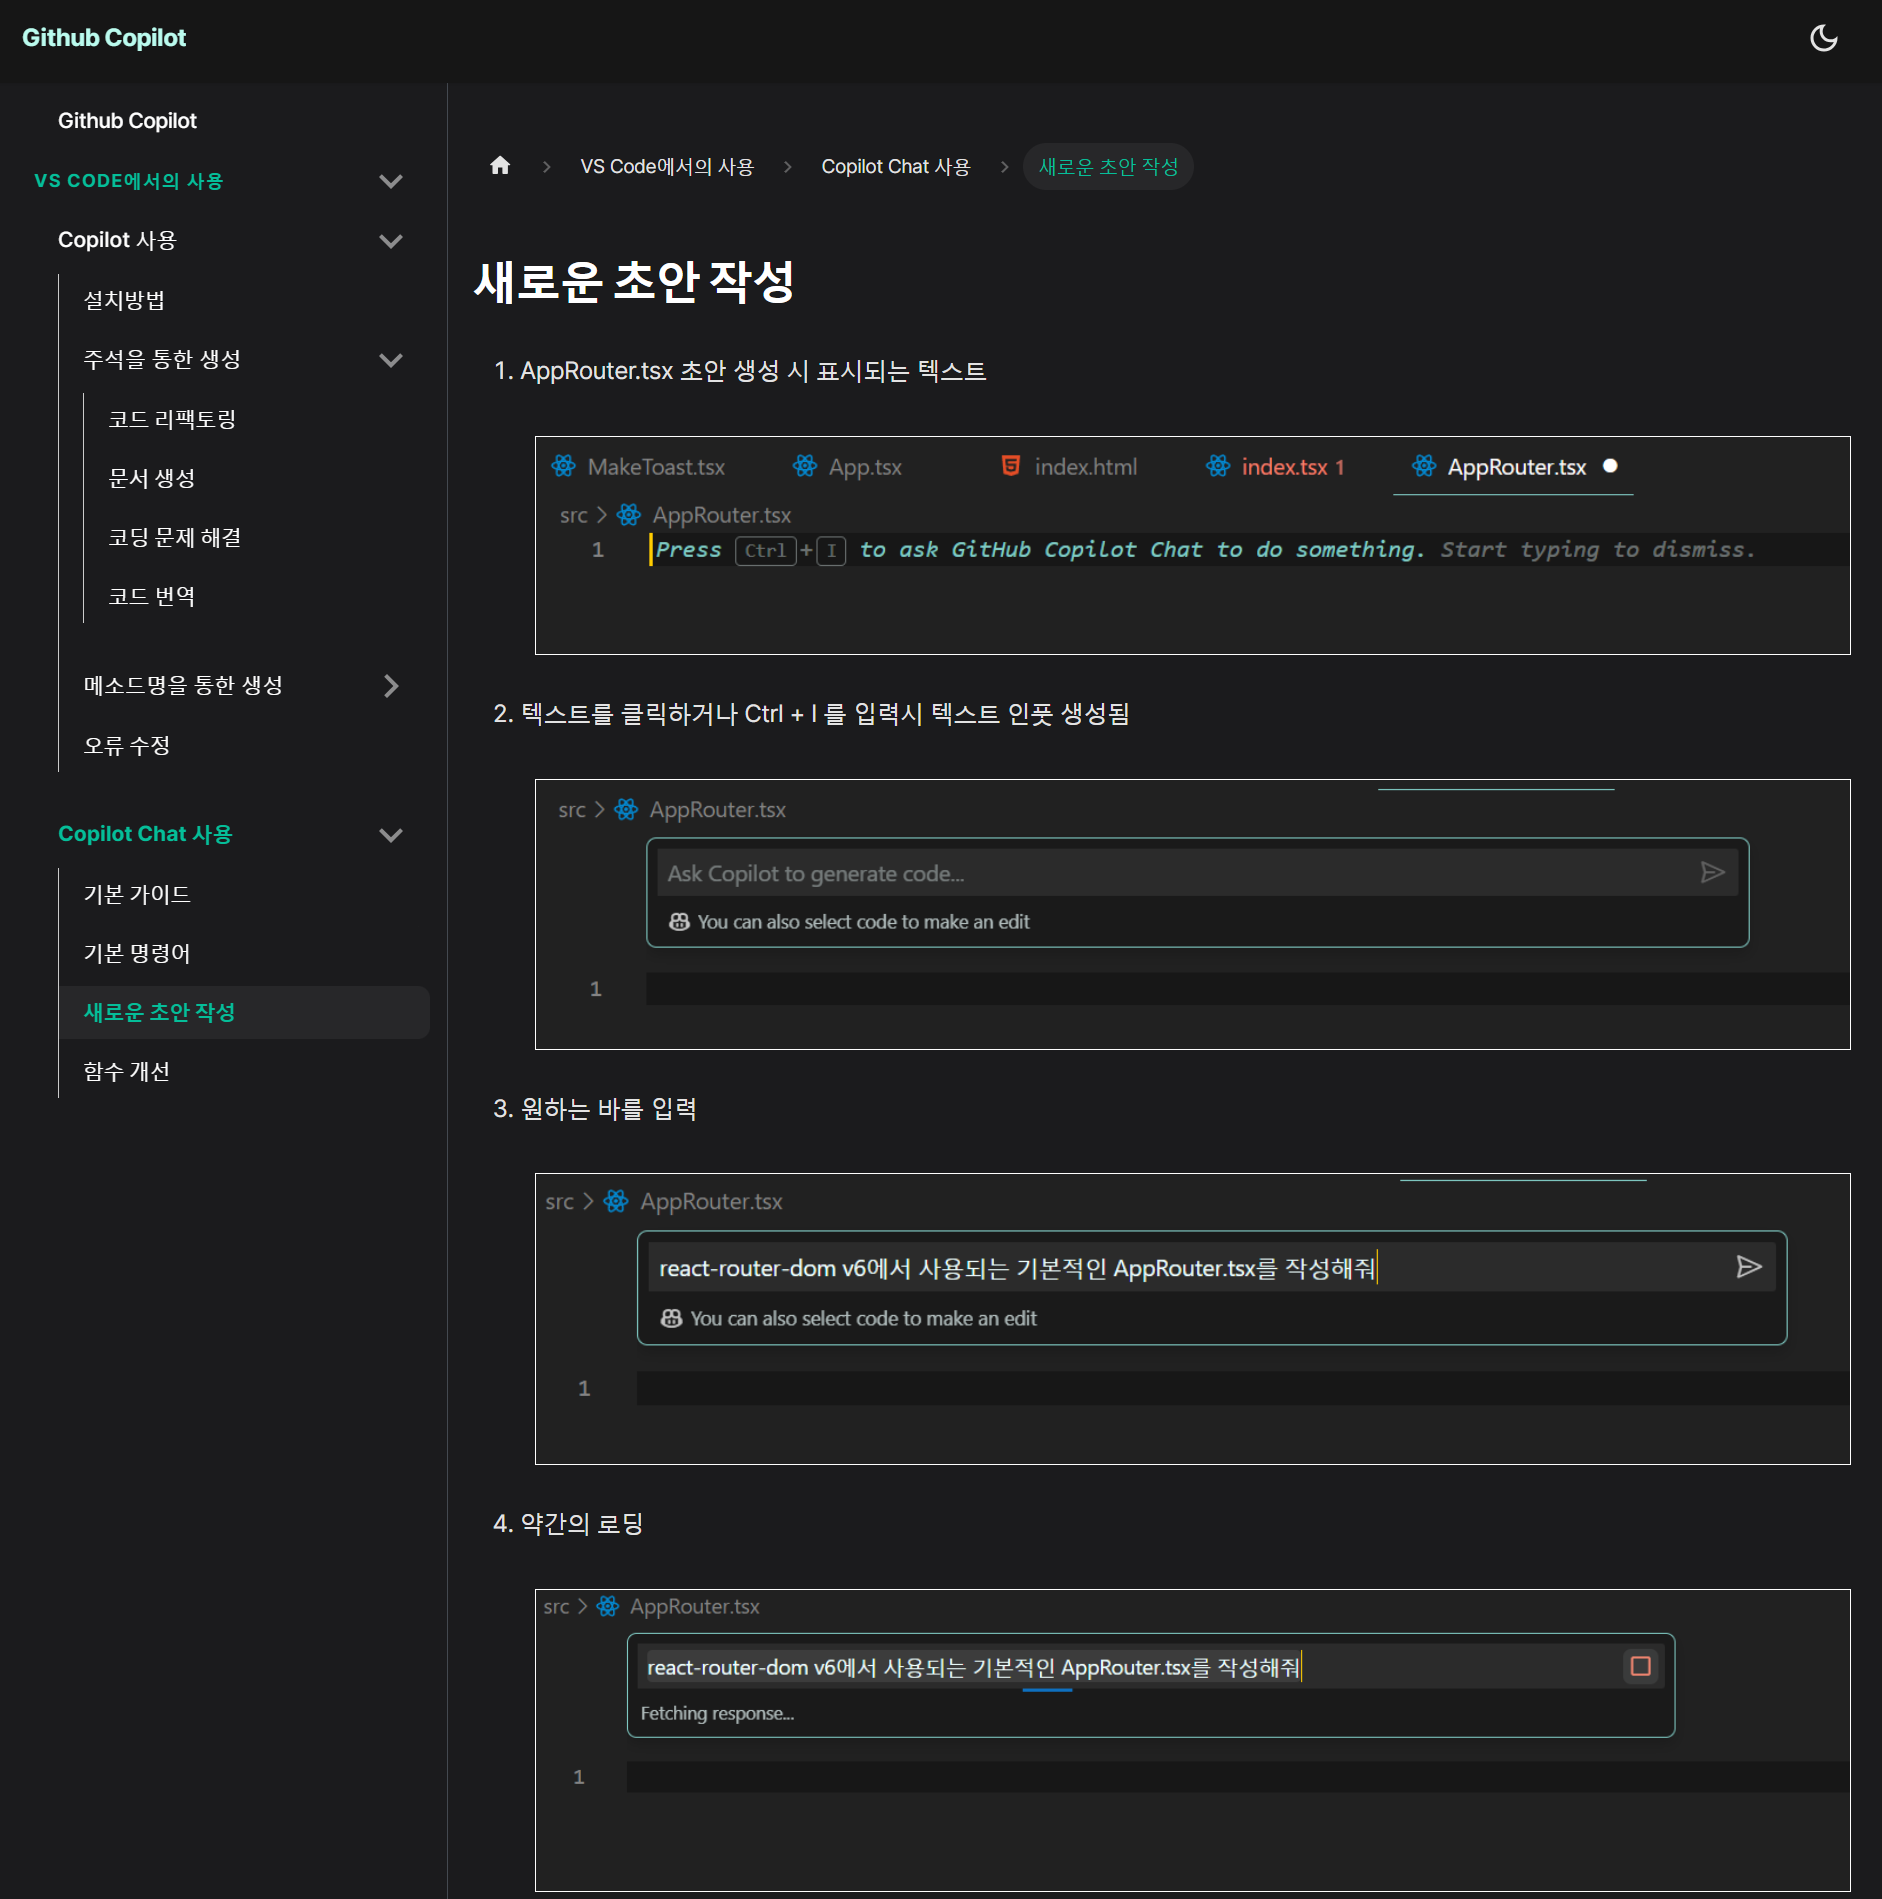 Github Copilot
Github Copilot
VS CODE에서의 사용
Copilot 사용
설치방법
주석을 통한 생성
코드 리팩토링
문서 생성
코딩 문제 해결
코드 번역
메소드명을 통한 생성
오류 수정
Copilot Chat 사용
기본 가이드
기본 명령어
새로운 초안 작성
함수 개선
VS Code에서의 사용 > Copilot Chat 사용 > 새로운 초안 작성
새로운 초안 작성
1. AppRouter.tsx 초안 생성 시 표시되는 텍스트
MakeToast.tsx App.tsx index.html index.tsx 1 AppRouter.tsx
src > AppRouter.tsx
1 Press Ctrl+I to ask GitHub Copilot Chat to do something. Start typing to dismiss.
2. 텍스트를 클릭하거나 Ctrl + I 를 입력시 텍스트 인풋 생성됨
src > AppRouter.tsx
Ask Copilot to generate code...
You can also select code to make an edit
1
3. 원하는 바를 입력
src > AppRouter.tsx
react-router-dom v6에서 사용되는 기본적인 AppRouter.tsx를 작성해줘
You can also select code to make an edit
1
4. 약간의 로딩
src > AppRouter.tsx
react-router-dom v6에서 사용되는 기본적인 AppRouter.tsx를 작성해줘
Fetching response...
1